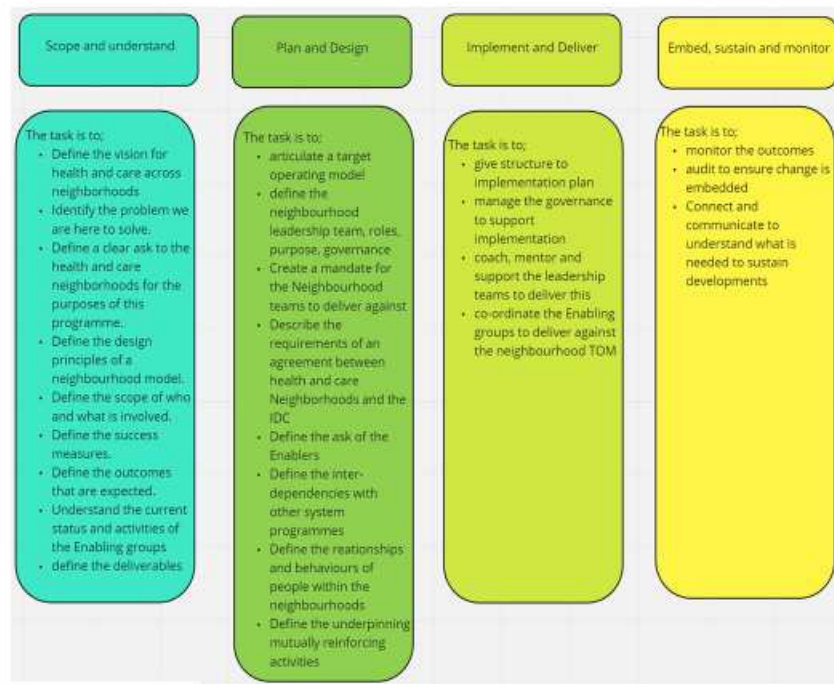 Scope and understand
Plan and Design
Implement and Deliver
Embed, sustain and monitor
The task is to;
• Define the vision for
health and care across
neighborhoods
• Identify the problem we
are here to solve.
• Define a clear ask to the
health and care
neighborhoods for the
purposes of this
programme.
• Define the design
principles of a
neighbourhood model.
• Define the scope of who
and what is involved.
• Define the success
measures.
• Define the outcomes
that are expected.
• Understand the current
status and activities of
the Enabling groups
• define the deliverables
The task is to;
• articulate a target
operating model
• define the
neighbourhood
leadership team, roles,
purpose, governance
• Create a mandate for
the Neighbourhood
teams to deliver against
• Describe the
requirements of an
agreement between
health and care
Neighborhoods and the
IDC
• Define the ask of the
Enablers
• Define the inter-
dependencies with
other system
programmes
• Define the reationships
and behaviours of
people within the
neighbourhoods
• Define the underpinning
mutually reinforcing
activities
The task is to;
• give structure to
implementation plan
• manage the governance
to support
implementation
• coach, mentor and
support the leadership
teams to deliver this
• co-ordinate the Enabling
groups to deliver against
the neighbourhood TOM
The task is to;
• monitor the outcomes
• audit to ensure change is
embedded
• Connect and
communicate to
understand what is
needed to sustain
developments